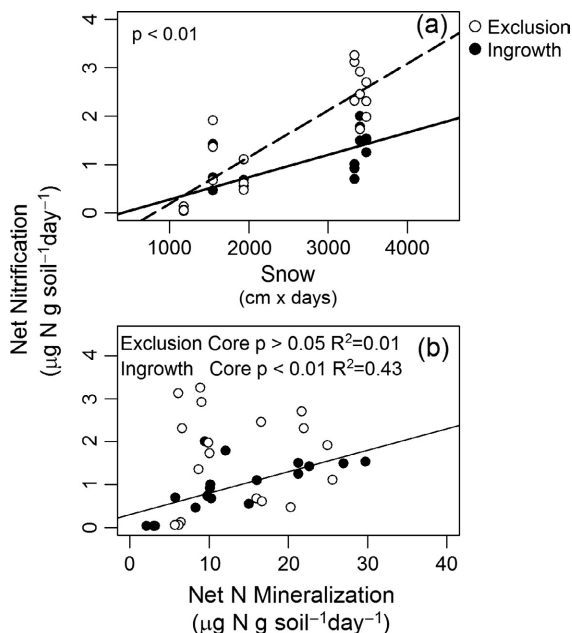 (a)
p < 0.01
Exclusion
Ingrowth
4
3
2
1
0
1000
2000
3000
4000
Snow
(cm x days)
Net Nitrification
(µg N g soil⁻¹day⁻¹)
Exclusion Core p > 0.05 R²=0.01
Ingrowth Core p < 0.01 R²=0.43
(b)
4
3
2
1
0
0
10
20
30
40
Net N Mineralization
(µg N g soil⁻¹day⁻¹)